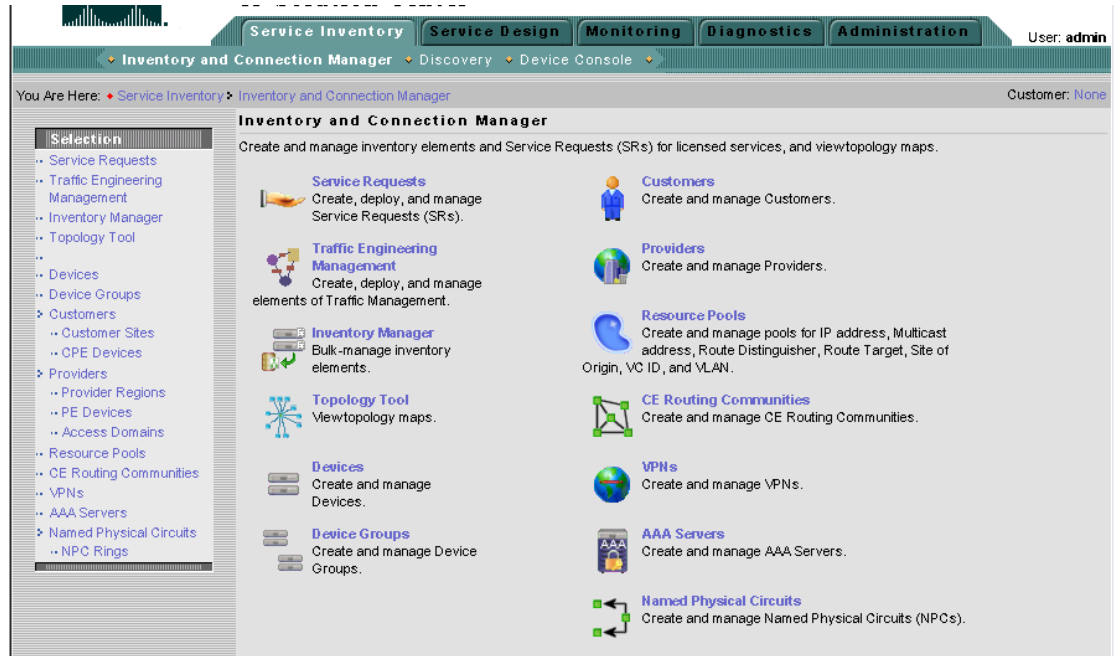 Service Inventory Service Design Monitoring Diagnostics Administration
User: admin
Inventory and Connection Manager Discovery Device Console
You Are Here: Service Inventory Inventory and Connection Manager
Customer: None
Selection
Service Requests
Traffic Engineering
Management
Inventory Manager
Topology Tool
Devices
Device Groups
Customers
Customer Sites
CPE Devices
Providers
Provider Regions
PE Devices
Access Domains
Resource Pools
CE Routing Communities
VPNs
AAA Servers
Named Physical Circuits
NPC Rings
Inventory and Connection Manager
Create and manage inventory elements and Service Requests (SRs) for licensed services, and viewtopology maps.
Service Requests
Create, deploy, and manage
Service Requests (SRs).
Traffic Engineering
Management
Create, deploy, and manage
elements of Traffic Management.
Inventory Manager
Bulk-manage inventory
elements.
Topology Tool
Viewtopology maps.
Devices
Create and manage
Devices.
Device Groups
Create and manage Device
Groups.
Customers
Create and manage Customers.
Providers
Create and manage Providers.
Resource Pools
Create and manage pools for IP address, Multicast
address, Route Distinguisher, Route Target, Site of
Origin, VC ID, and VLAN.
CE Routing Communities
Create and manage CE Routing Communities.
VPNs
Create and manage VPNs.
AAA
AAA Servers
Create and manage AAA Servers.
Named Physical Circuits
Create and manage Named Physical Circuits (NPCs).